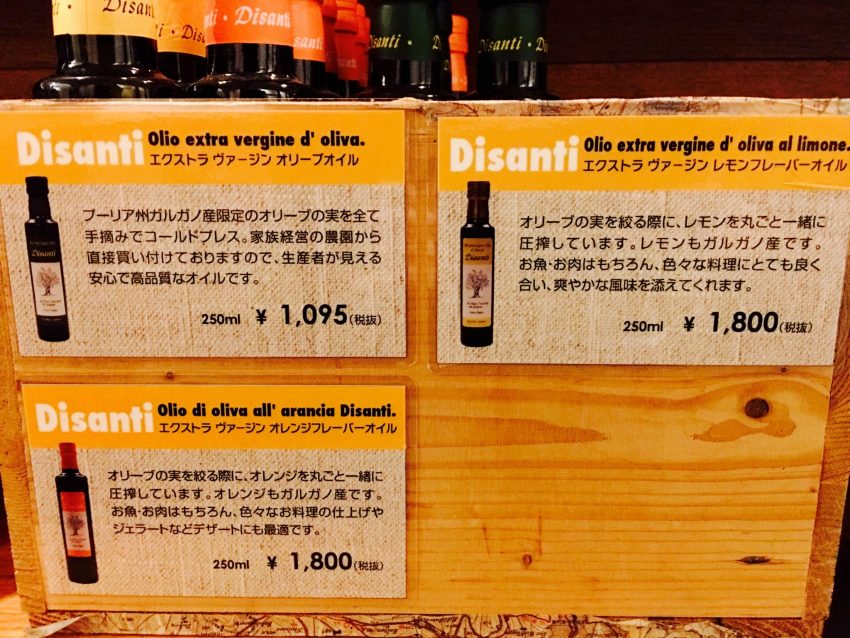 Disanti
Disanti
Disanti
santi
Disanti
Disanti Olio extra vergine d' oliva.
エクストラ ヴァージン オリーブオイル
プーリア州ガルガノ産限定のオリーブの実を全て
手摘みでコールドプレス。家族経営の農園から
直接買い付けておりますので、生産者が見える
安心で高品質なオイルです。
250ml ¥ 1,095(税抜)
Disanti
Disanti Olio extra vergine d' oliva al limone.
エクストラ ヴァージン レモンフレーバーオイル
オリーブの実を絞る際に、レモンを丸ごと一緒に
圧搾しています。レモンもガルガノ産です。
お魚・お肉はもちろん、色々な料理にとても良く
合い、爽やかな風味を添えてくれます。
250ml ¥ 1,800(税抜)
Disanti
Disanti Olio di oliva all' arancia Disanti.
エクストラ ヴァージン オレンジフレーバーオイル
オリーブの実を絞る際に、オレンジを丸ごと一緒に
圧搾しています。オレンジもガルガノ産です。
お魚・お肉はもちろん、色々なお料理の仕上げや
ジェラートなどデザートにも最適です。
250ml ¥ 1,800(税抜)